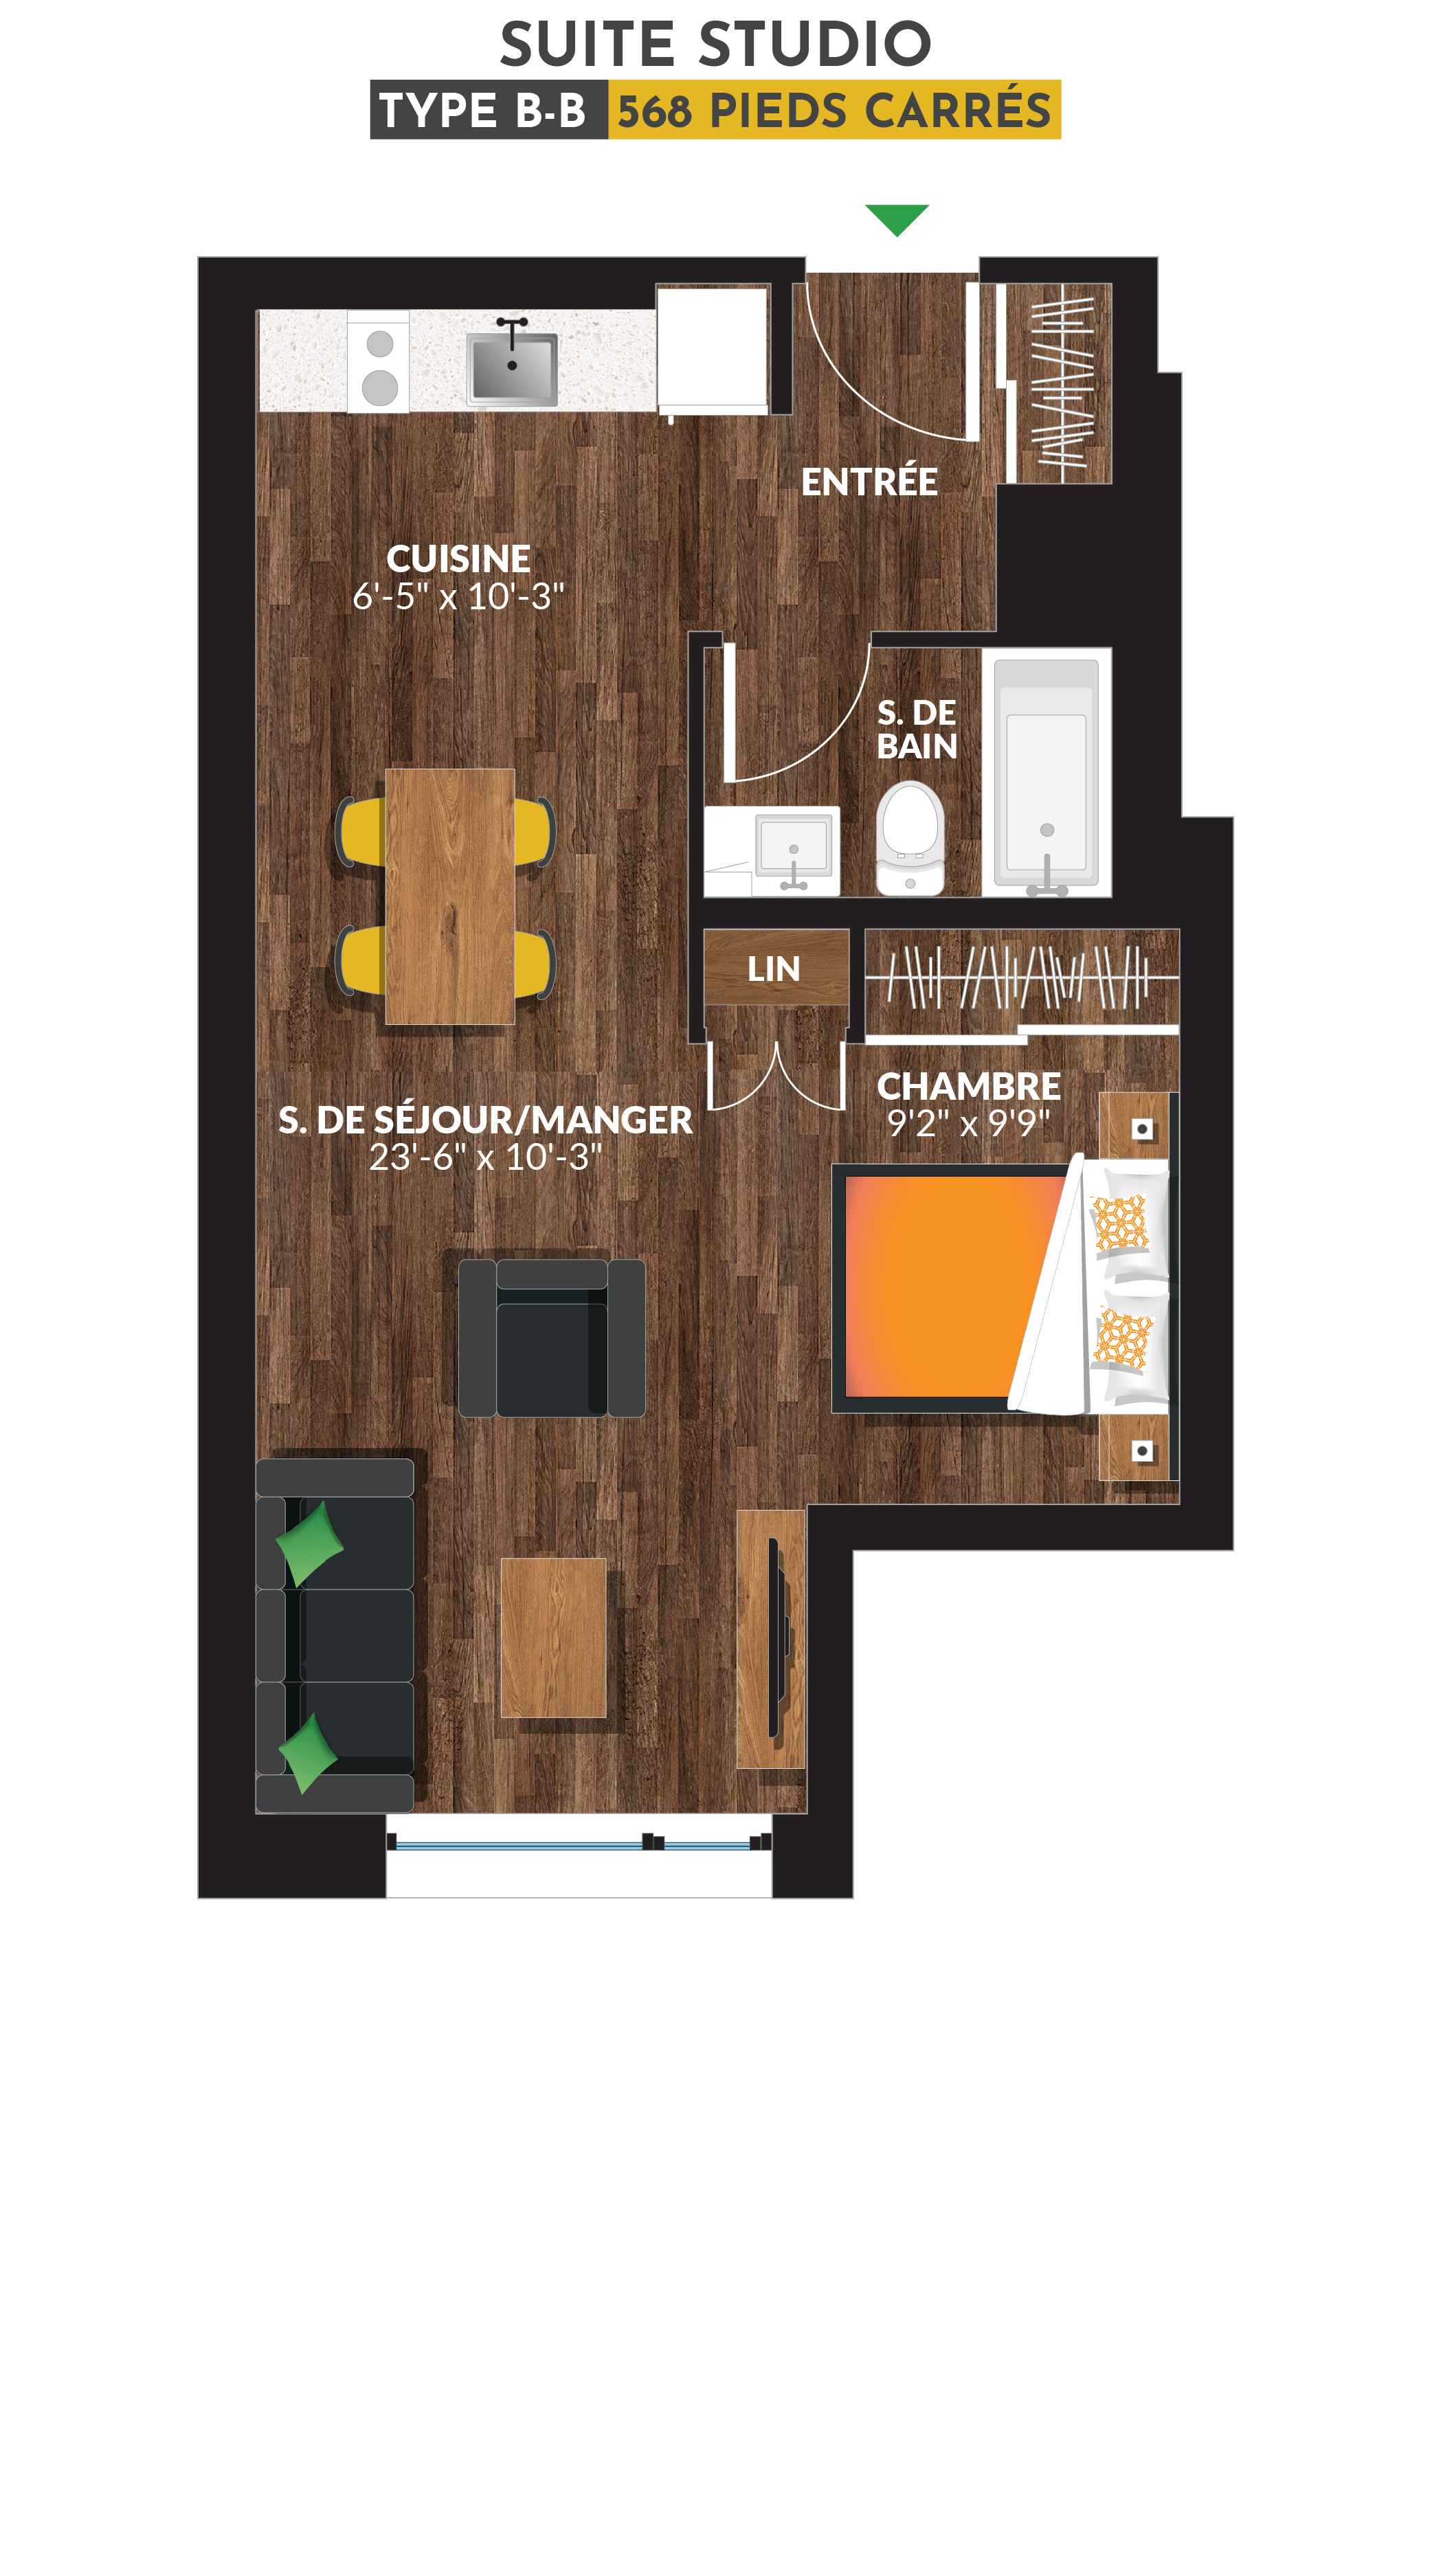 SUITE STUDIO
TYPE B-B 568 PIEDS CARRÉS
ENTRÉE
CUISINE
6'-5" x 10'-3"
S. DE
BAIN
LIN
CHAMBRE
9'2" x 9'9"
S. DE SÉJOUR/MANGER
23'-6" x 10'-3"